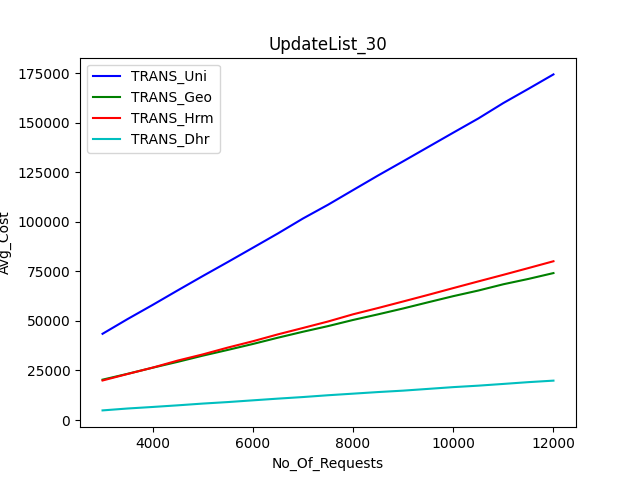 UpdateList_30
TRANS_Uni
TRANS_Geo
TRANS_Hrm
TRANS_Dhr
175000
150000
125000
100000
75000
50000
25000
0
Avg_Cost
4000 6000 8000 10000 12000
No_Of_Requests